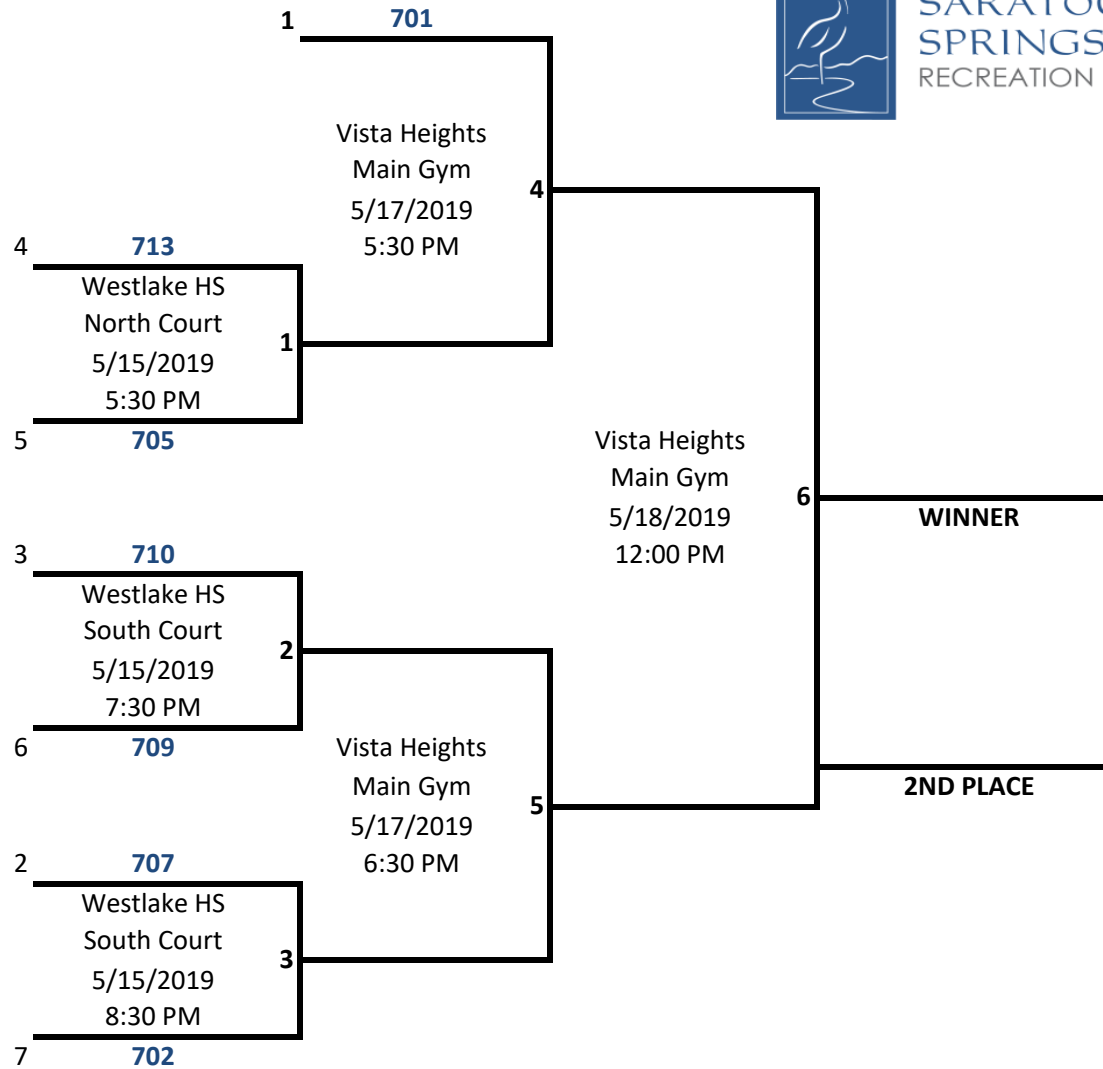 1 701
SPRINGS
RECREATION
Vista Heights
Main Gym
5/17/2019
5:30 PM
4
4 713
Westlake HS
North Court
5/15/2019
5:30 PM
1
5 705
Vista Heights
Main Gym
5/18/2019
12:00 PM
6
WINNER
3 710
Westlake HS
South Court
5/15/2019
7:30 PM
2
6 709
Vista Heights
Main Gym
5/17/2019
6:30 PM
5
2ND PLACE
2 707
Westlake HS
South Court
5/15/2019
8:30 PM
3
7 702